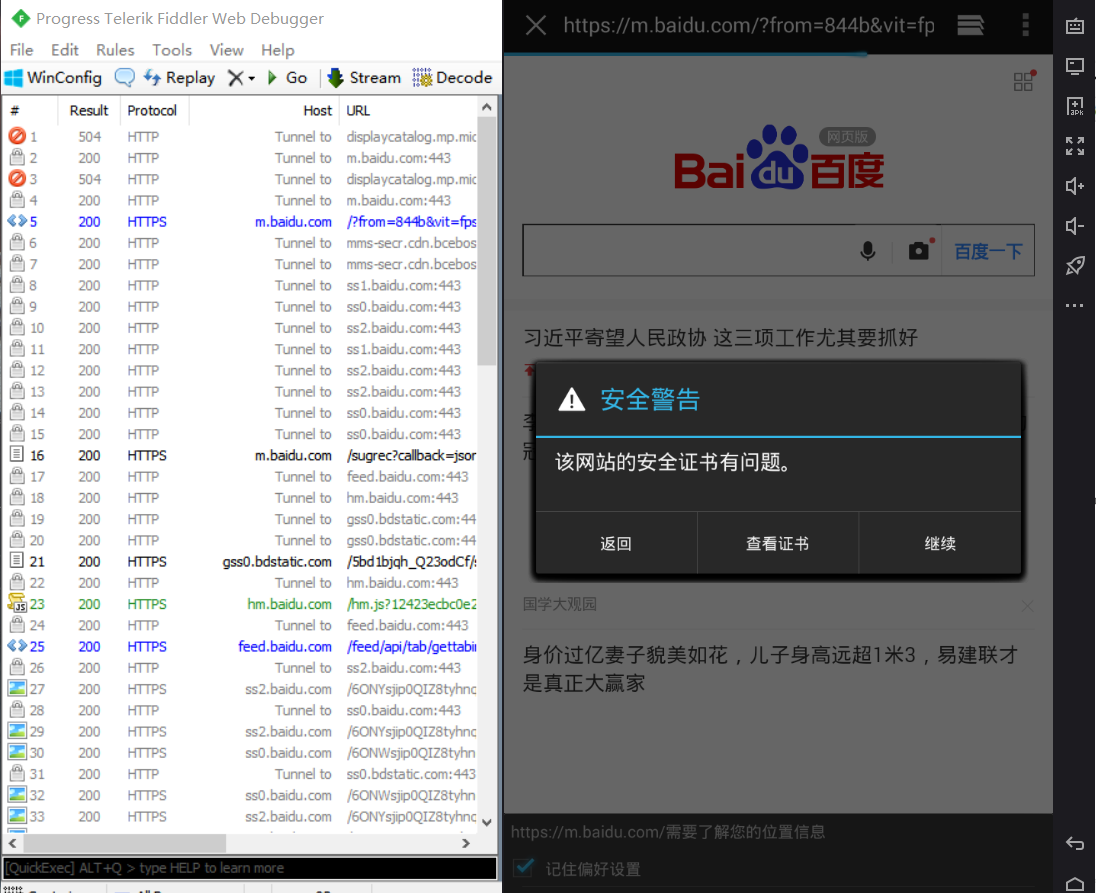 Progress Telerik Fiddler Web Debugger
File Edit Rules Tools View Help
WinConfig Replay Go Stream Decode
# Result Protocol Host URL
1 504 HTTP Tunnel to displaycatalog.mp.mic
2 200 HTTP Tunnel to m.baidu.com:443
3 504 HTTP Tunnel to displaycatalog.mp.mic
4 200 HTTP Tunnel to m.baidu.com:443
5 200 HTTPS m.baidu.com /?from=844b&vit=fps
6 200 HTTP Tunnel to mms-secr.cdn.bcebos
7 200 HTTP Tunnel to mms-secr.cdn.bcebos
8 200 HTTP Tunnel to ss1.baidu.com:443
9 200 HTTP Tunnel to ss0.baidu.com:443
10 200 HTTP Tunnel to ss2.baidu.com:443
11 200 HTTP Tunnel to ss1.baidu.com:443
12 200 HTTP Tunnel to ss2.baidu.com:443
13 200 HTTP Tunnel to ss2.baidu.com:443
14 200 HTTP Tunnel to ss0.baidu.com:443
15 200 HTTP Tunnel to ss0.baidu.com:443
16 200 HTTPS m.baidu.com /sugrec?callback=jsor
17 200 HTTP Tunnel to feed.baidu.com:443
18 200 HTTP Tunnel to hm.baidu.com:443
19 200 HTTP Tunnel to gss0.bdstatic.com:44
20 200 HTTP Tunnel to gss0.bdstatic.com:44
21 200 HTTPS gss0.bdstatic.com /5bd1bjqh_Q23odCf/s
22 200 HTTP Tunnel to hm.baidu.com:443
23 200 HTTPS hm.baidu.com /hm.js?12423ecbc0e2
24 200 HTTP Tunnel to feed.baidu.com:443
25 200 HTTPS feed.baidu.com /feed/api/tab/gettabir
26 200 HTTP Tunnel to ss2.baidu.com:443
27 200 HTTPS ss2.baidu.com /6ONYsjip0QIZ8tyhnc
28 200 HTTP Tunnel to ss0.baidu.com:443
29 200 HTTPS ss2.baidu.com /6ONYsjip0QIZ8tyhnc
30 200 HTTPS ss0.baidu.com /6ONWsjip0QIZ8tyhn
31 200 HTTP Tunnel to ss0.bdstatic.com:443
32 200 HTTPS ss0.baidu.com /6ONWsjip0QIZ8tyhn
33 200 HTTPS ss2.baidu.com /6ONYsjip0QIZ8tyhnc
[QuickExec] ALT+Q > type HELP to learn more
https://m.baidu.com/?from=844b&vit=fp
网页版
Bai du 百度
百度一下
习近平寄望人民政协 这三项工作尤其要抓好
安全警告
该网站的安全证书有问题。
返回 查看证书 继续
国学大观园
身价过亿妻子貌美如花，儿子身高远超1米3，易建联才
是真正大赢家
https://m.baidu.com/需要了解您的位置信息
记住偏好设置